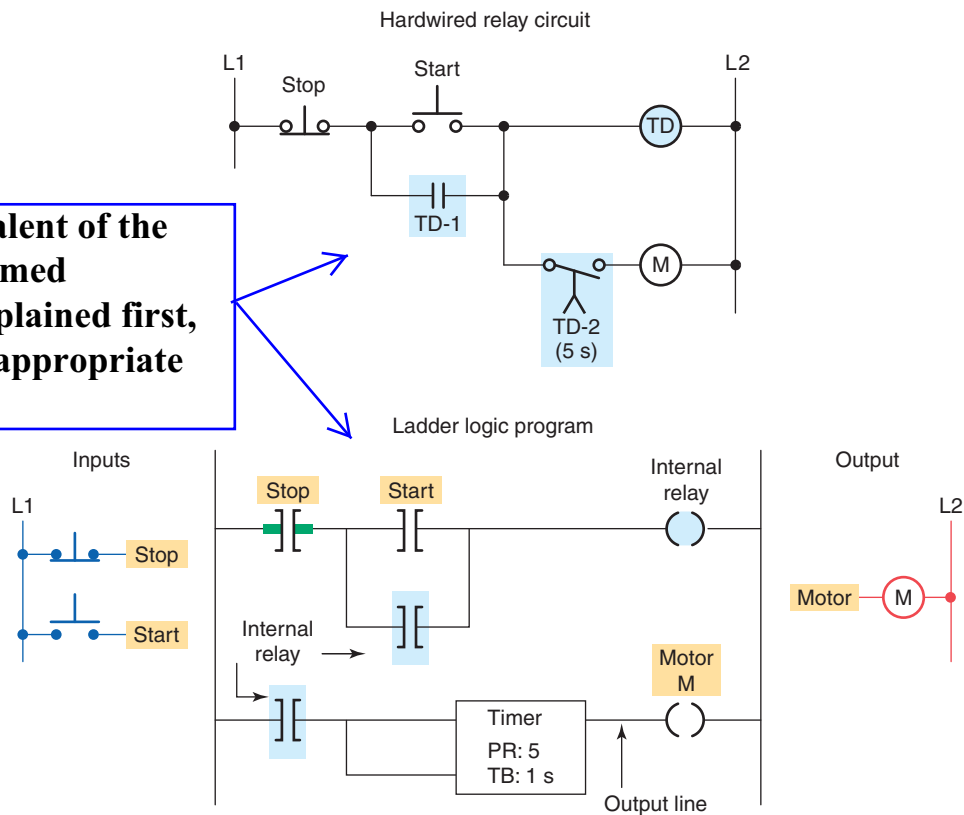 Hardwired relay circuit
L1
L2
Stop
Start
TD
TD-1
M
TD-2
(5 s)
alent of the
med
plained first,
appropriate
Ladder logic program
Inputs
Output
L1
Stop
Start
Stop
Start
Internal
relay
Internal
relay
Timer
PR: 5
TB: 1 s
Motor
M
Output line
L2
Motor
M